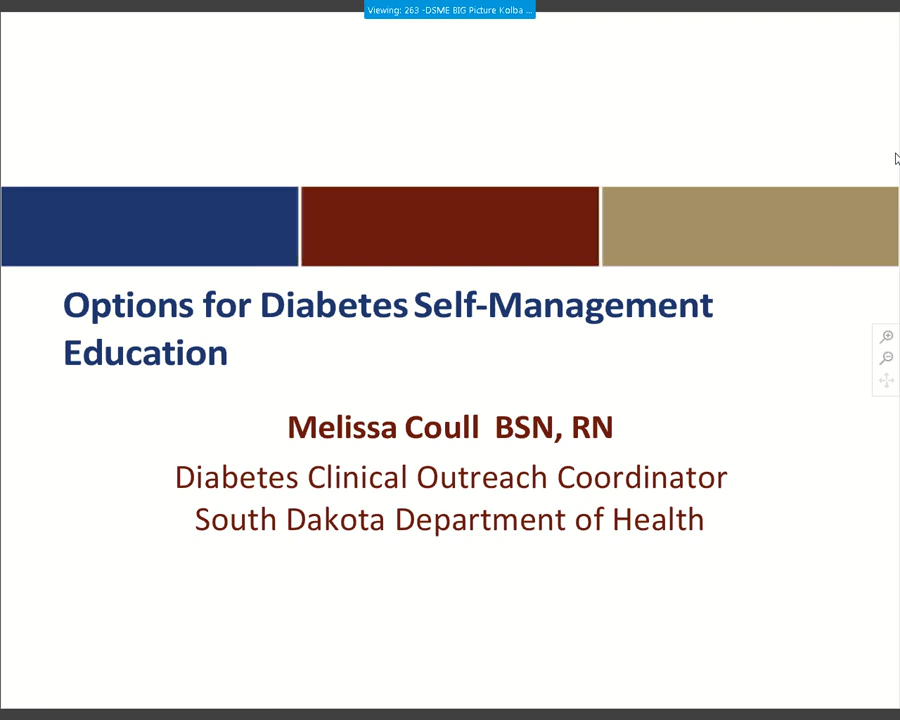 Viewing: 263 -DSME BIG Picture Kolba ...
Options for Diabetes Self-Management
Education
Melissa Coull BSN, RN
Diabetes Clinical Outreach Coordinator
South Dakota Department of Health